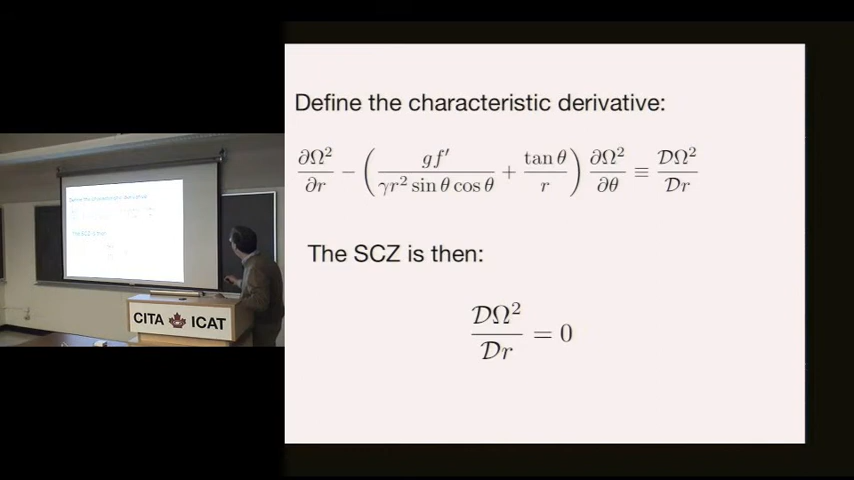 Define the characteristic derivative:
∂Ω²/∂r − ( gf′/γr² sin θ cos θ + tan θ/r ) ∂Ω²/∂θ ≡ 𝒟Ω²/𝒟r
The SCZ is then:
𝒟Ω²/𝒟r = 0
CITA ICAT